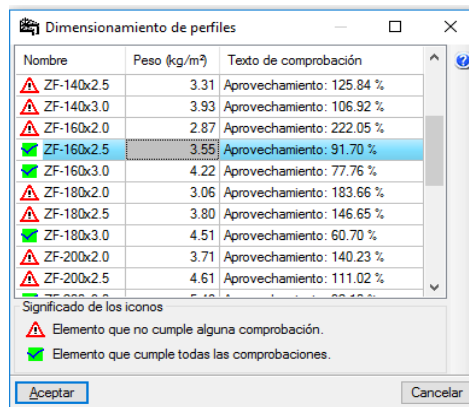 Dimensionamiento de perfiles
Nombre Peso (kg/m²) Texto de comprobación
ZF-140x2.5 3.31 Aprovechamiento: 125.84 %
ZF-140x3.0 3.93 Aprovechamiento: 106.92 %
ZF-160x2.0 2.87 Aprovechamiento: 222.05 %
ZF-160x2.5 3.55 Aprovechamiento: 91.70 %
ZF-160x3.0 4.22 Aprovechamiento: 77.76 %
ZF-180x2.0 3.06 Aprovechamiento: 183.66 %
ZF-180x2.5 3.80 Aprovechamiento: 146.65 %
ZF-180x3.0 4.51 Aprovechamiento: 60.70 %
ZF-200x2.0 3.71 Aprovechamiento: 140.23 %
ZF-200x2.5 4.61 Aprovechamiento: 111.02 %
Significado de los iconos
Elemento que no cumple alguna comprobación.
Elemento que cumple todas las comprobaciones.
Aceptar Cancelar